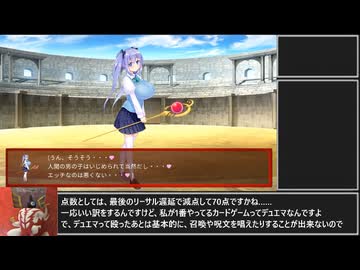 (うん、そうそう・・・♥
人間の男の子はいじめられて当然だし・・・♥
エッチなのは悪くない・・・♥
点数としては、最後のリーサル遅延で減点して70点ですかね……
一応いい訳をするんですけど、私が1番やってるカードゲームってデュエマなんですよ
で、デュエマって殴ったあとは基本的に、召喚や呪文を唱えたりすることが出来ないので